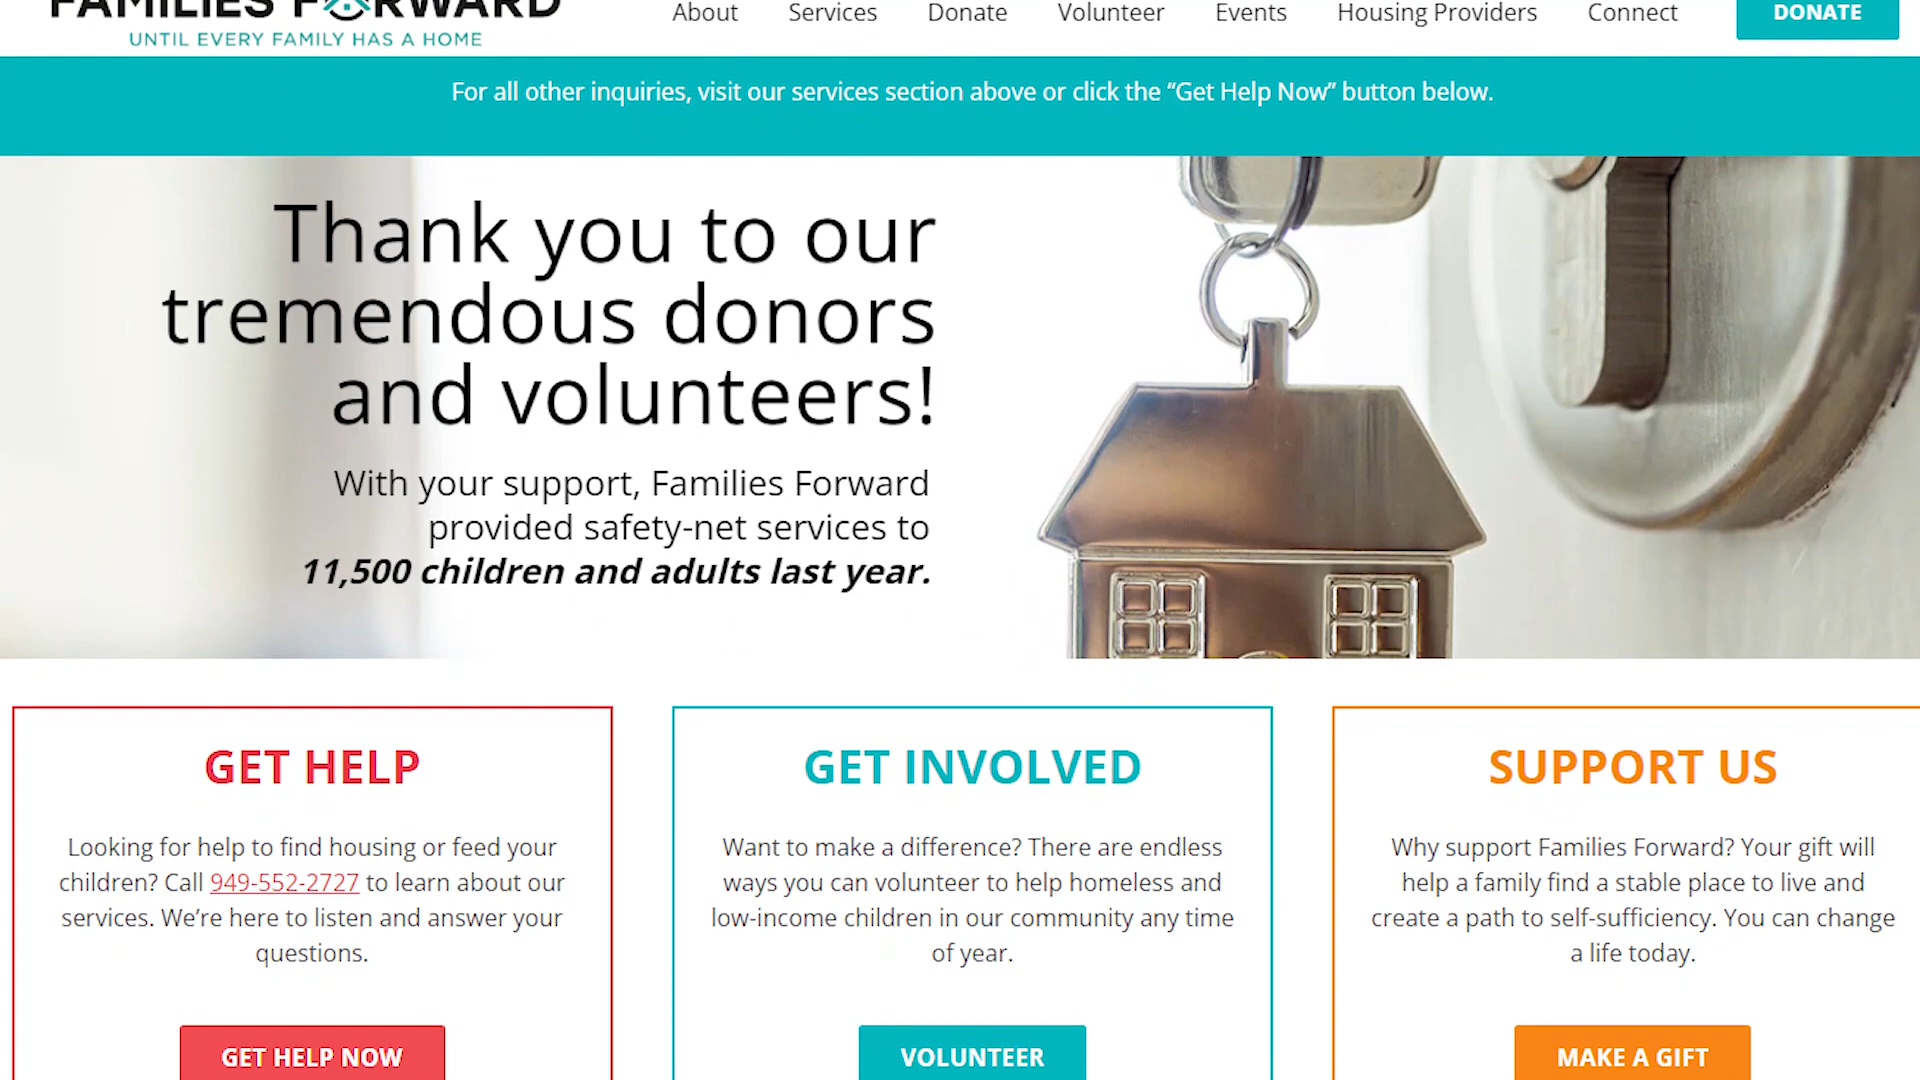 FAMILIES FORWARD
UNTIL EVERY FAMILY HAS A HOME
About Services Donate Volunteer Events Housing Providers Connect DONATE
For all other inquiries, visit our services section above or click the “Get Help Now” button below.
Thank you to our
tremendous donors
and volunteers!
With your support, Families Forward
provided safety-net services to
11,500 children and adults last year.
GET HELP
Looking for help to find housing or feed your
children? Call 949-552-2727 to learn about our
services. We’re here to listen and answer your
questions.
GET HELP NOW
GET INVOLVED
Want to make a difference? There are endless
ways you can volunteer to help homeless and
low-income children in our community any time
of year.
VOLUNTEER
SUPPORT US
Why support Families Forward? Your gift will
help a family find a stable place to live and
create a path to self-sufficiency. You can change
a life today.
MAKE A GIFT